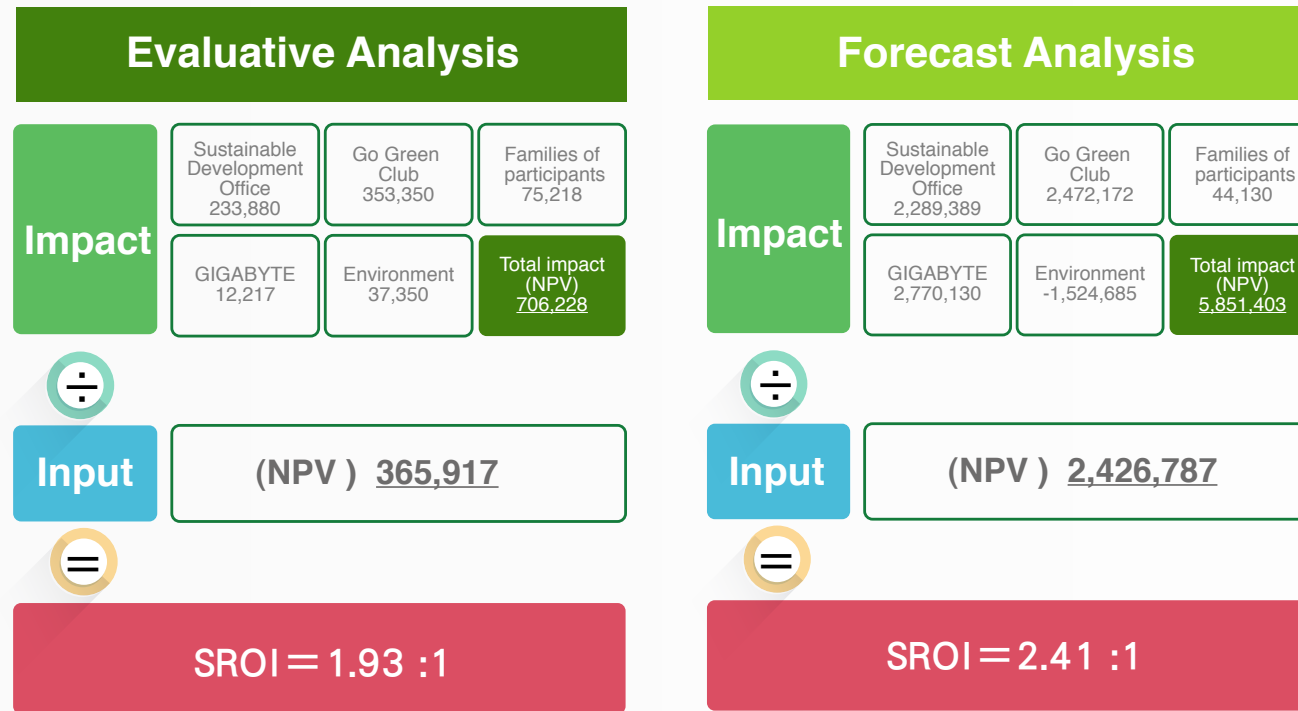 Evaluative Analysis
Impact
Sustainable
Development
Office
233,880
Go Green
Club
353,350
Families of
participants
75,218
GIGABYTE
12,217
Environment
37,350
Total impact
(NPV)
706,228
÷
Input
(NPV ) 365,917
=
SROI＝1.93 :1
Forecast Analysis
Impact
Sustainable
Development
Office
2,289,389
Go Green
Club
2,472,172
Families of
participants
44,130
GIGABYTE
2,770,130
Environment
-1,524,685
Total impact
(NPV)
5,851,403
÷
Input
(NPV ) 2,426,787
=
SROI＝2.41 :1